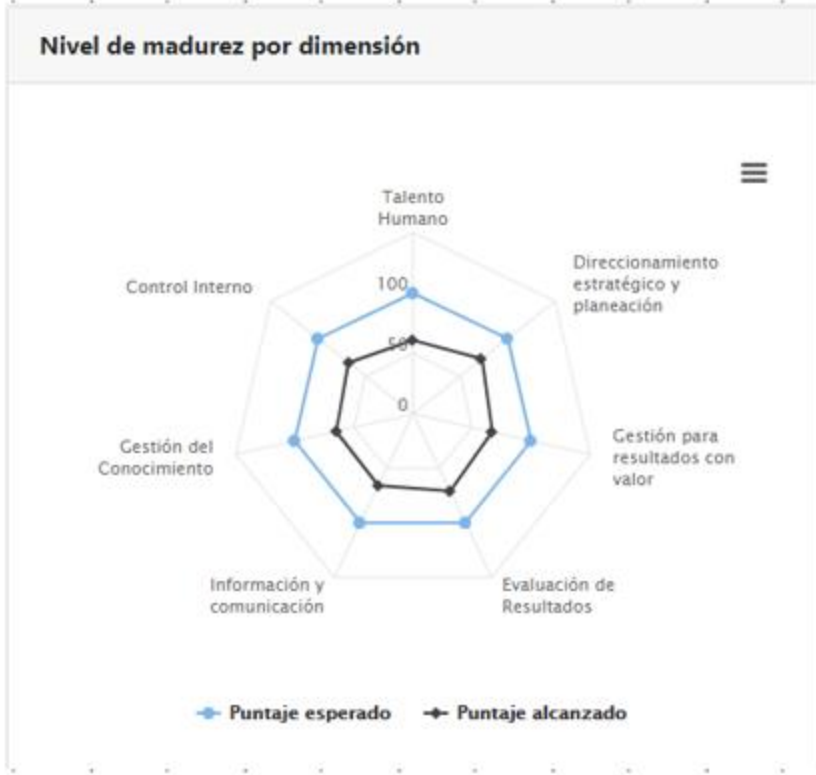 Nivel de madurez por dimensión
Talento
Humano
Direccionamiento
estratégico y
planeación
Control Interno
100
50
0
Gestión para
resultados con
valor
Gestión del
Conocimiento
Información y
comunicación
Evaluación de
Resultados
Puntaje esperado
Puntaje alcanzado